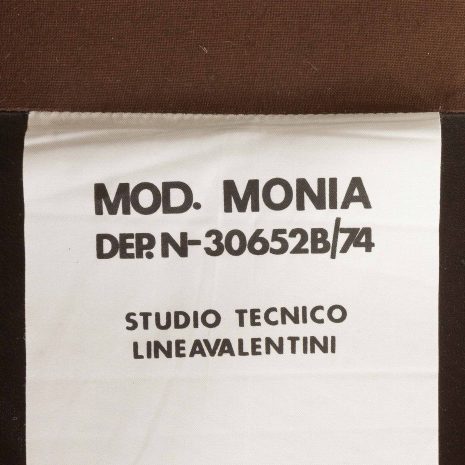 MOD. MONIA
DEP. N-30652B/74
STUDIO TECNICO
LINEAVALENTINI